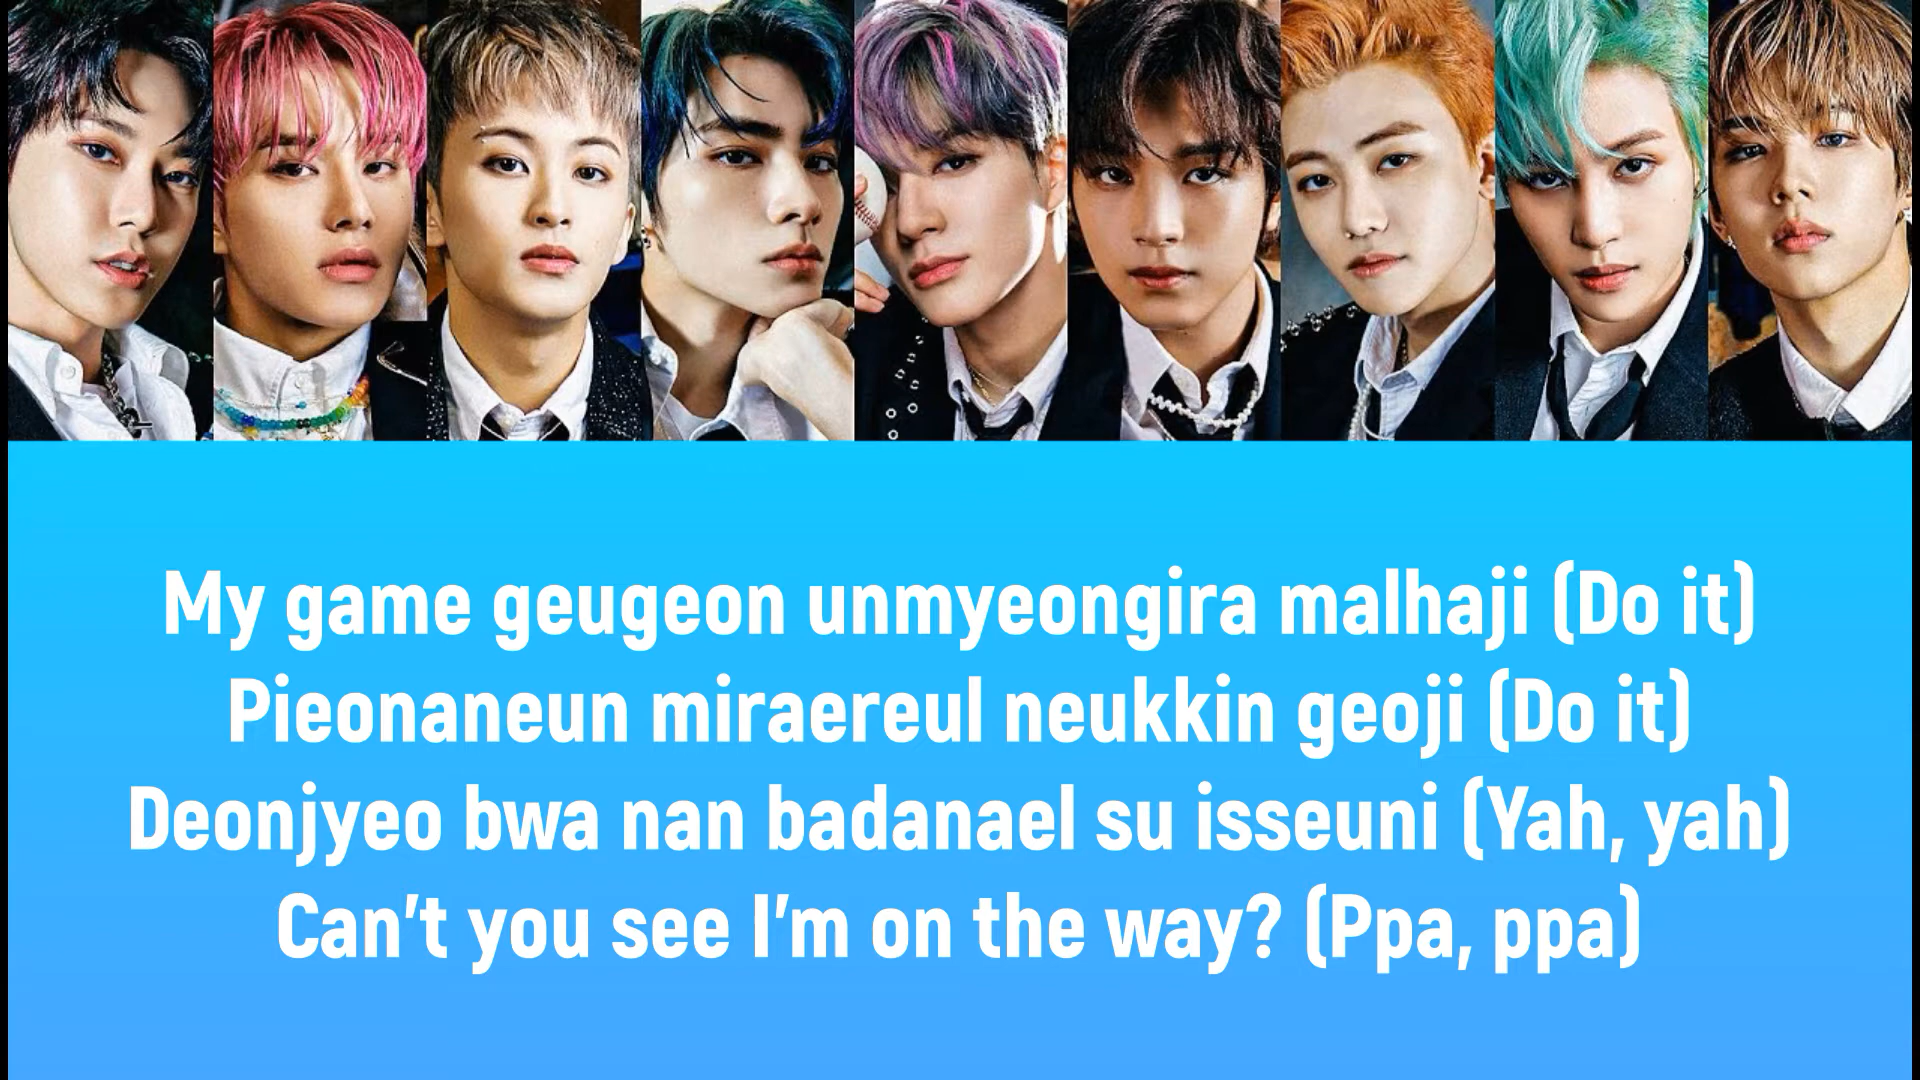 My game geugeon unmyeongira malhaji (Do it)
Pieonaneun miraereul neukkin geoji (Do it)
Deonjyeo bwa nan badanael su isseuni (Yah, yah)
Can’t you see I’m on the way? (Ppa, ppa)